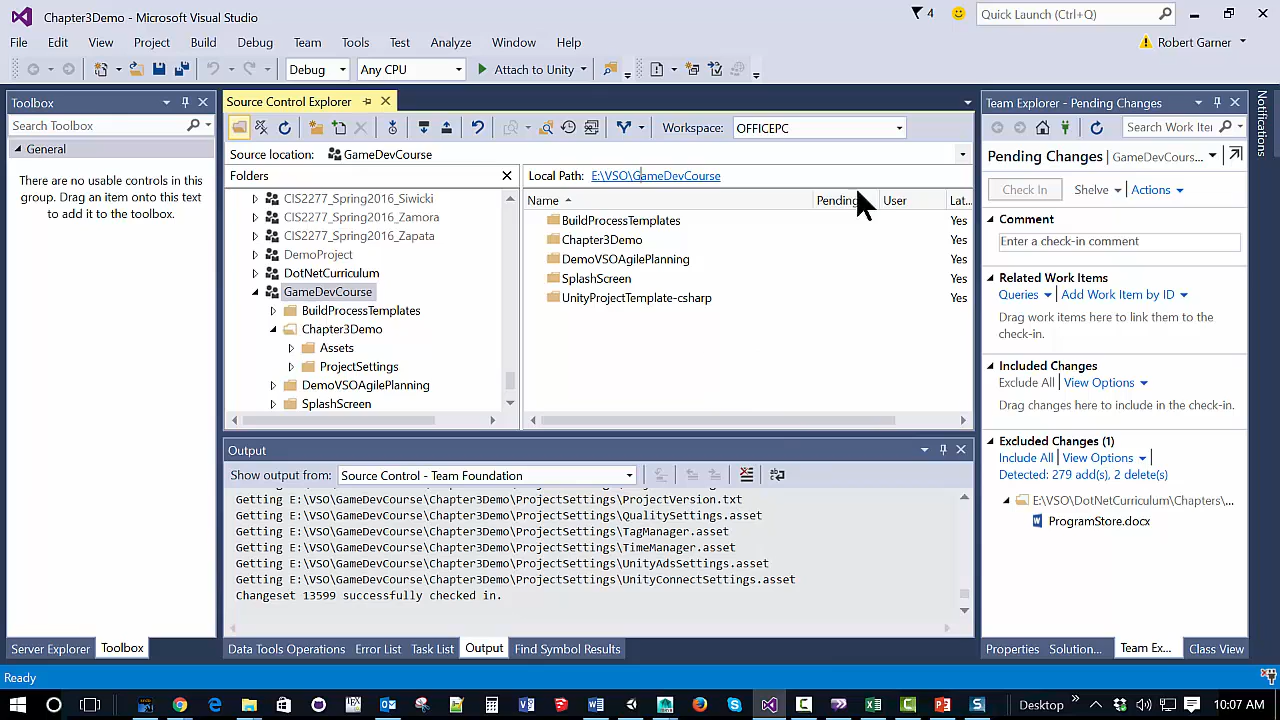 Chapter3Demo - Microsoft Visual Studio
4
Quick Launch (Ctrl+Q)
File Edit View Project Build Debug Team Tools Test Analyze Window Help
Robert Garner
Debug Any CPU Attach to Unity
Toolbox
Search Toolbox
General
There are no usable controls in this
group. Drag an item onto this text
to add it to the toolbox.
Source Control Explorer
Workspace: OFFICEPC
Source location: GameDevCourse
Folders
CIS2277_Spring2016_Siwicki
CIS2277_Spring2016_Zamora
CIS2277_Spring2016_Zapata
DemoProject
DotNetCurriculum
GameDevCourse
BuildProcessTemplates
Chapter3Demo
Assets
ProjectSettings
DemoVSOAgilePlanning
SplashScreen
Local Path: E:\VSO\GameDevCourse
Name Pending User Lat...
BuildProcessTemplates Yes
Chapter3Demo Yes
DemoVSOAgilePlanning Yes
SplashScreen Yes
UnityProjectTemplate-csharp Yes
Output
Show output from: Source Control - Team Foundation
Getting E:\VSO\GameDevCourse\Chapter3Demo\ProjectSettings\ProjectVersion.txt
Getting E:\VSO\GameDevCourse\Chapter3Demo\ProjectSettings\QualitySettings.asset
Getting E:\VSO\GameDevCourse\Chapter3Demo\ProjectSettings\TagManager.asset
Getting E:\VSO\GameDevCourse\Chapter3Demo\ProjectSettings\TimeManager.asset
Getting E:\VSO\GameDevCourse\Chapter3Demo\ProjectSettings\UnityAdsSettings.asset
Getting E:\VSO\GameDevCourse\Chapter3Demo\ProjectSettings\UnityConnectSettings.asset
Changeset 13599 successfully checked in.
Team Explorer - Pending Changes
Search Work Iter
Pending Changes | GameDevCours...
Check In Shelve Actions
Comment
Enter a check-in comment
Related Work Items
Queries Add Work Item by ID
Drag work items here to link them to the
check-in.
Included Changes
Exclude All View Options
Drag changes here to include in the check-in.
Excluded Changes (1)
Include All View Options
Detected: 279 add(s), 2 delete(s)
E:\VSO\DotNetCurriculum\Chapters\...
ProgramStore.docx
Notifications
Server Explorer Toolbox
Data Tools Operations Error List Task List Output Find Symbol Results
Properties Solution... Team Ex... Class View
Ready
Desktop
10:07 AM